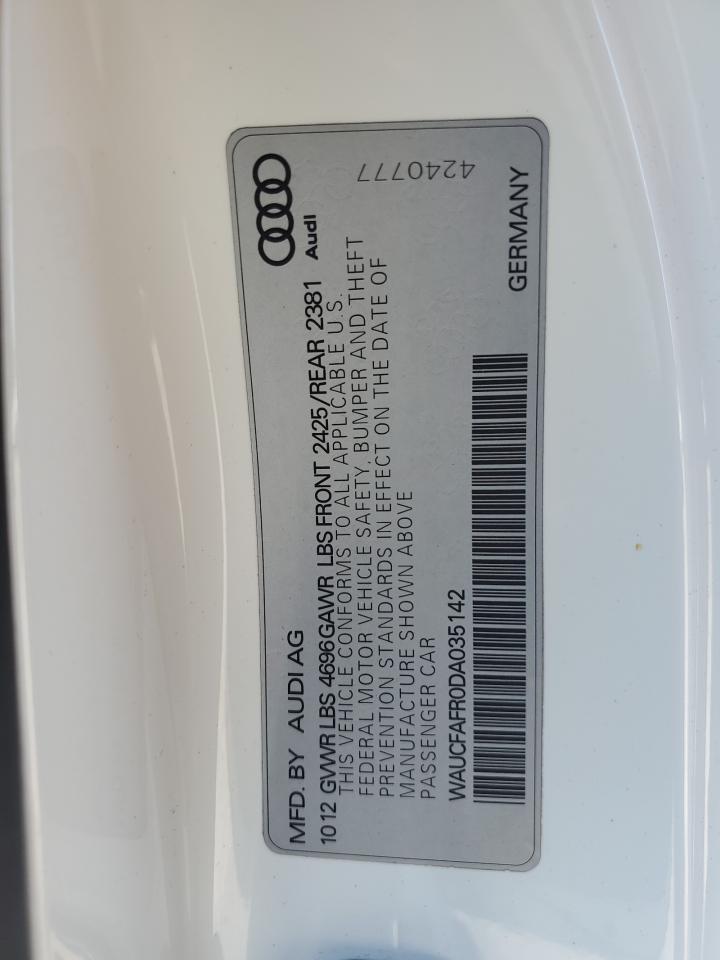 MFD. BY AUDI AG
Audi
1012 GVWR LBS 4696 GAWR LBS FRONT 2425/REAR 2381
THIS VEHICLE CONFORMS TO ALL APPLICABLE U.S.
FEDERAL MOTOR VEHICLE SAFETY, BUMPER AND THEFT
PREVENTION STANDARDS IN EFFECT ON THE DATE OF
MANUFACTURE SHOWN ABOVE
PASSENGER CAR
4240777
WAUCFAFR0DA035142
GERMANY